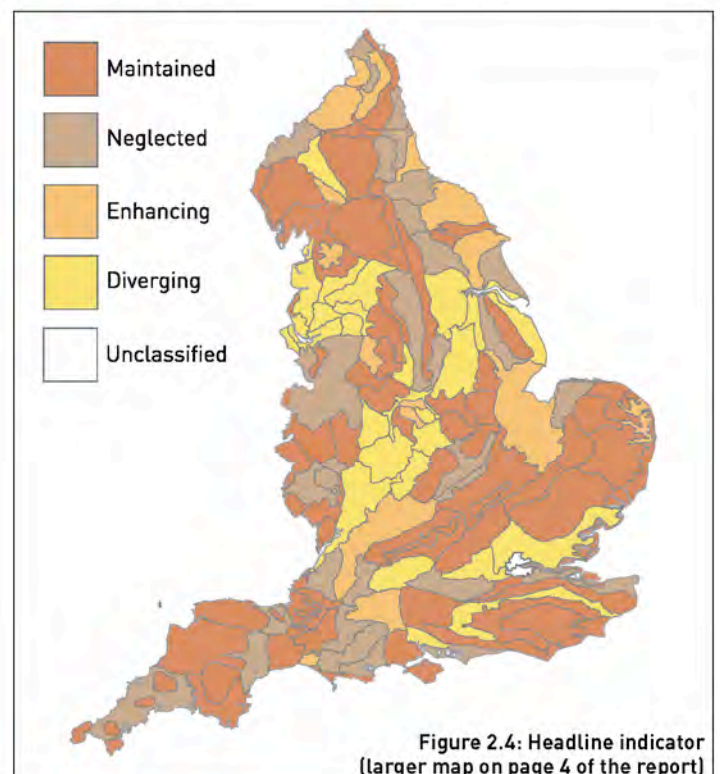 Maintained
Neglected
Enhancing
Diverging
Unclassified
Figure 2.4: Headline indicator
(larger map on page 4 of the report)